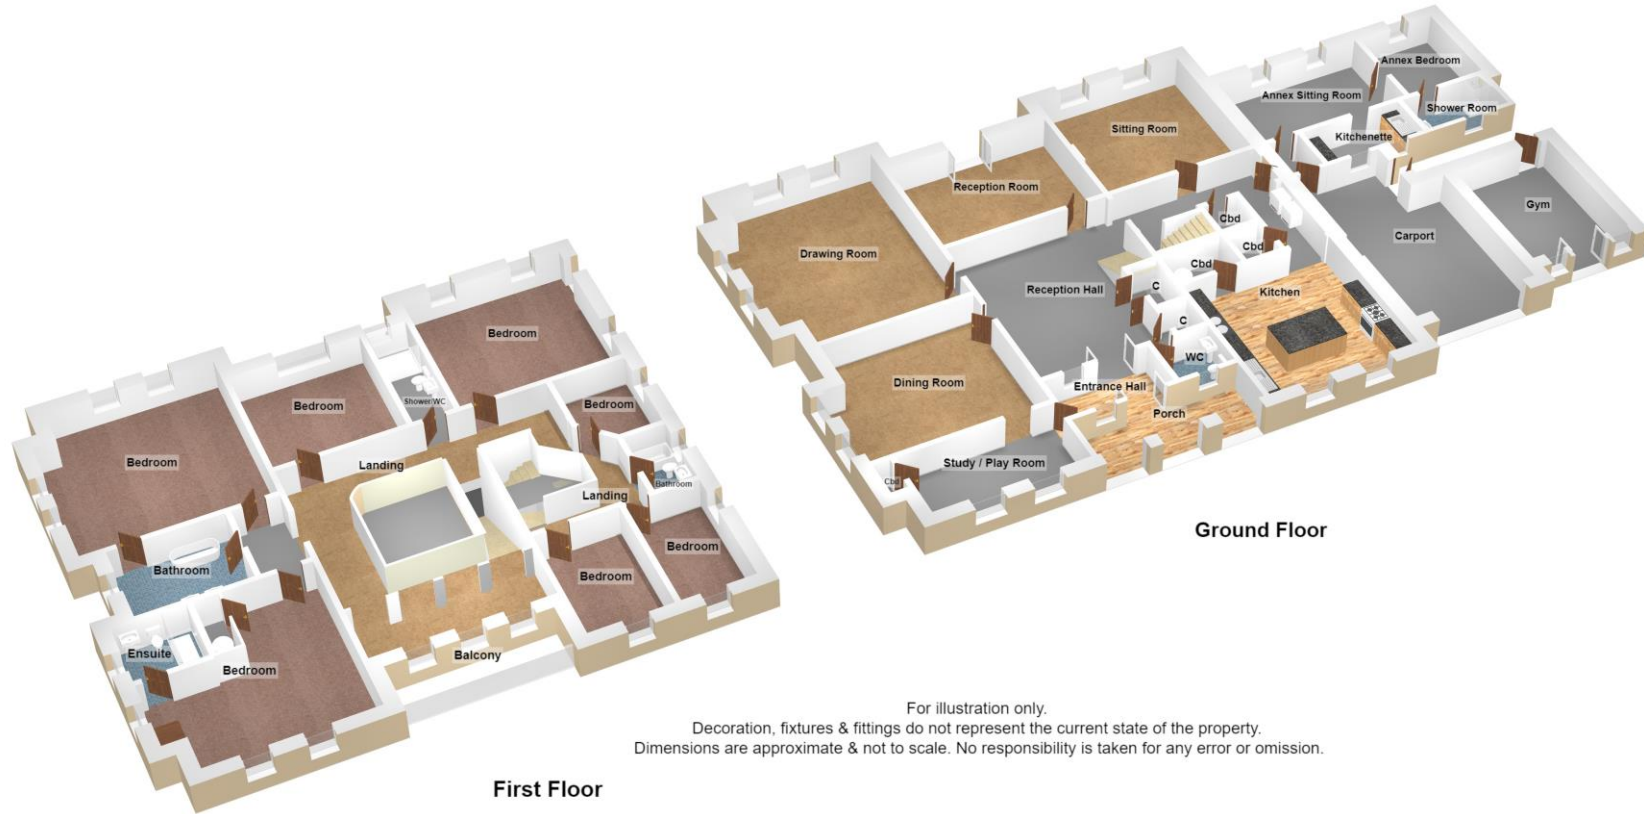 Annex Bedroom
Annex Sitting Room
Shower Room
Sitting Room
Kitchenette
Reception Room
Gym
Cbd
Carport
Cbd
Drawing Room
Cbd
Reception Hall
C
Kitchen
C
WC
Dining Room
Entrance Hall
Porch
Study / Play Room
Cbd
Ground Floor
Bedroom
Bedroom
Shower/WC
Bedroom
Bedroom
Landing
Bathroom
Landing
Bedroom
Bathroom
Bedroom
Ensuite
Bedroom
Balcony
First Floor
For illustration only.
Decoration, fixtures & fittings do not represent the current state of the property.
Dimensions are approximate & not to scale. No responsibility is taken for any error or omission.